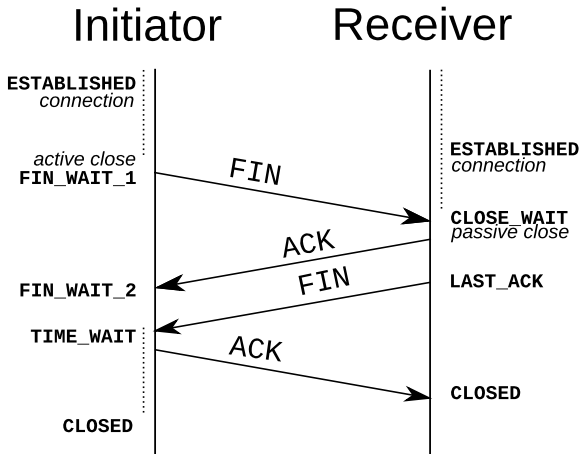 Initiator
Receiver
ESTABLISHED
connection
active close
FIN_WAIT_1
FIN
ESTABLISHED
connection
CLOSE_WAIT
passive close
ACK
FIN
LAST_ACK
FIN_WAIT_2
TIME_WAIT
ACK
CLOSED
CLOSED